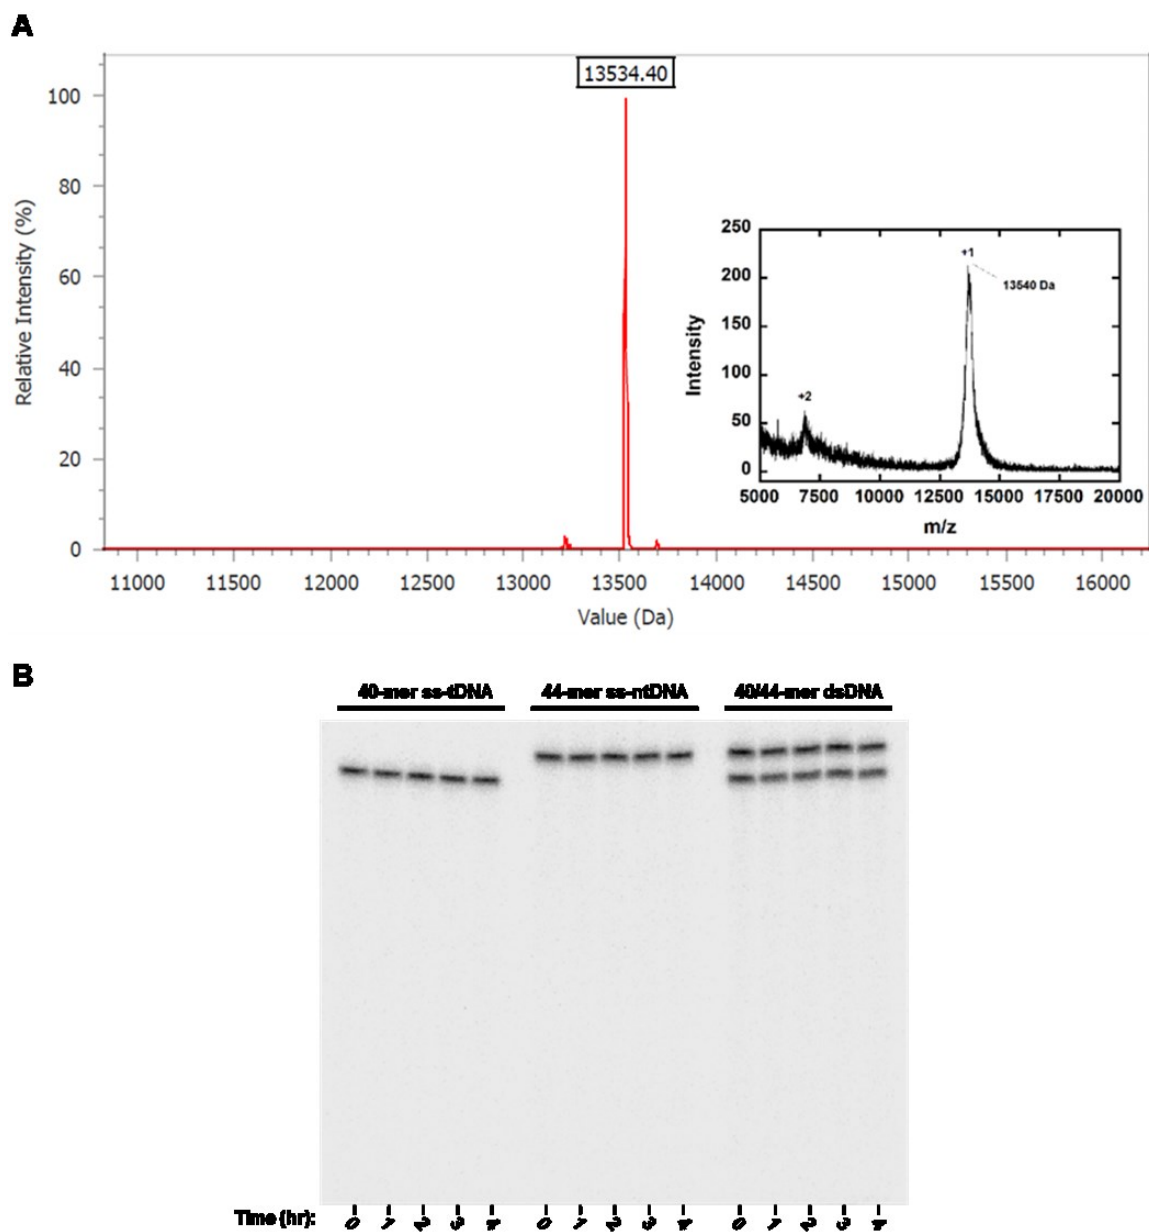 A
13534.40
100
80
60
40
20
0
Relative Intensity (%)
11000 11500 12000 12500 13000 13500 14000 14500 15000 15500 16000
Value (Da)
250
200
150
100
50
0
Intensity
+1
13540 Da
+2
5000 7500 10000 12500 15000 17500 20000
m/z
B
40-mer ss-tDNA 44-mer ss-ntDNA 40/44-mer dsDNA
Time (hr): 0 1 2 3 4 0 1 2 3 4 0 1 2 3 4